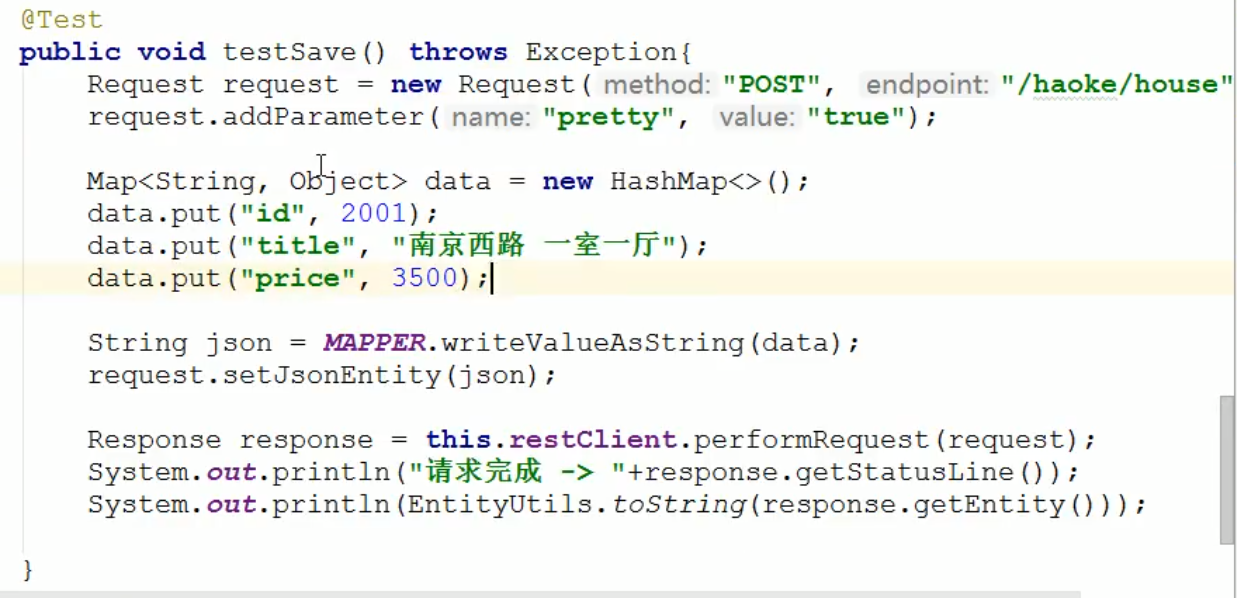 @Test
public void testSave() throws Exception{
Request request = new Request( method: "POST", endpoint: "/haoke/house"
request.addParameter( name: "pretty", value: "true");
Map<String, Object> data = new HashMap<>();
data.put("id", 2001);
data.put("title", "南京西路 一室一厅");
data.put("price", 3500);
String json = MAPPER.writeValueAsString(data);
request.setJsonEntity(json);
Response response = this.restClient.performRequest(request);
System.out.println("请求完成 -> "+response.getStatusLine());
System.out.println(EntityUtils.toString(response.getEntity()));
}